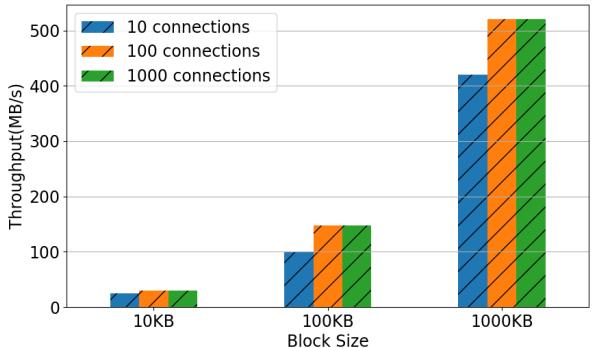 10 connections
100 connections
1000 connections
Throughput(MB/s)
500
400
300
200
100
0
10KB
100KB
1000KB
Block Size